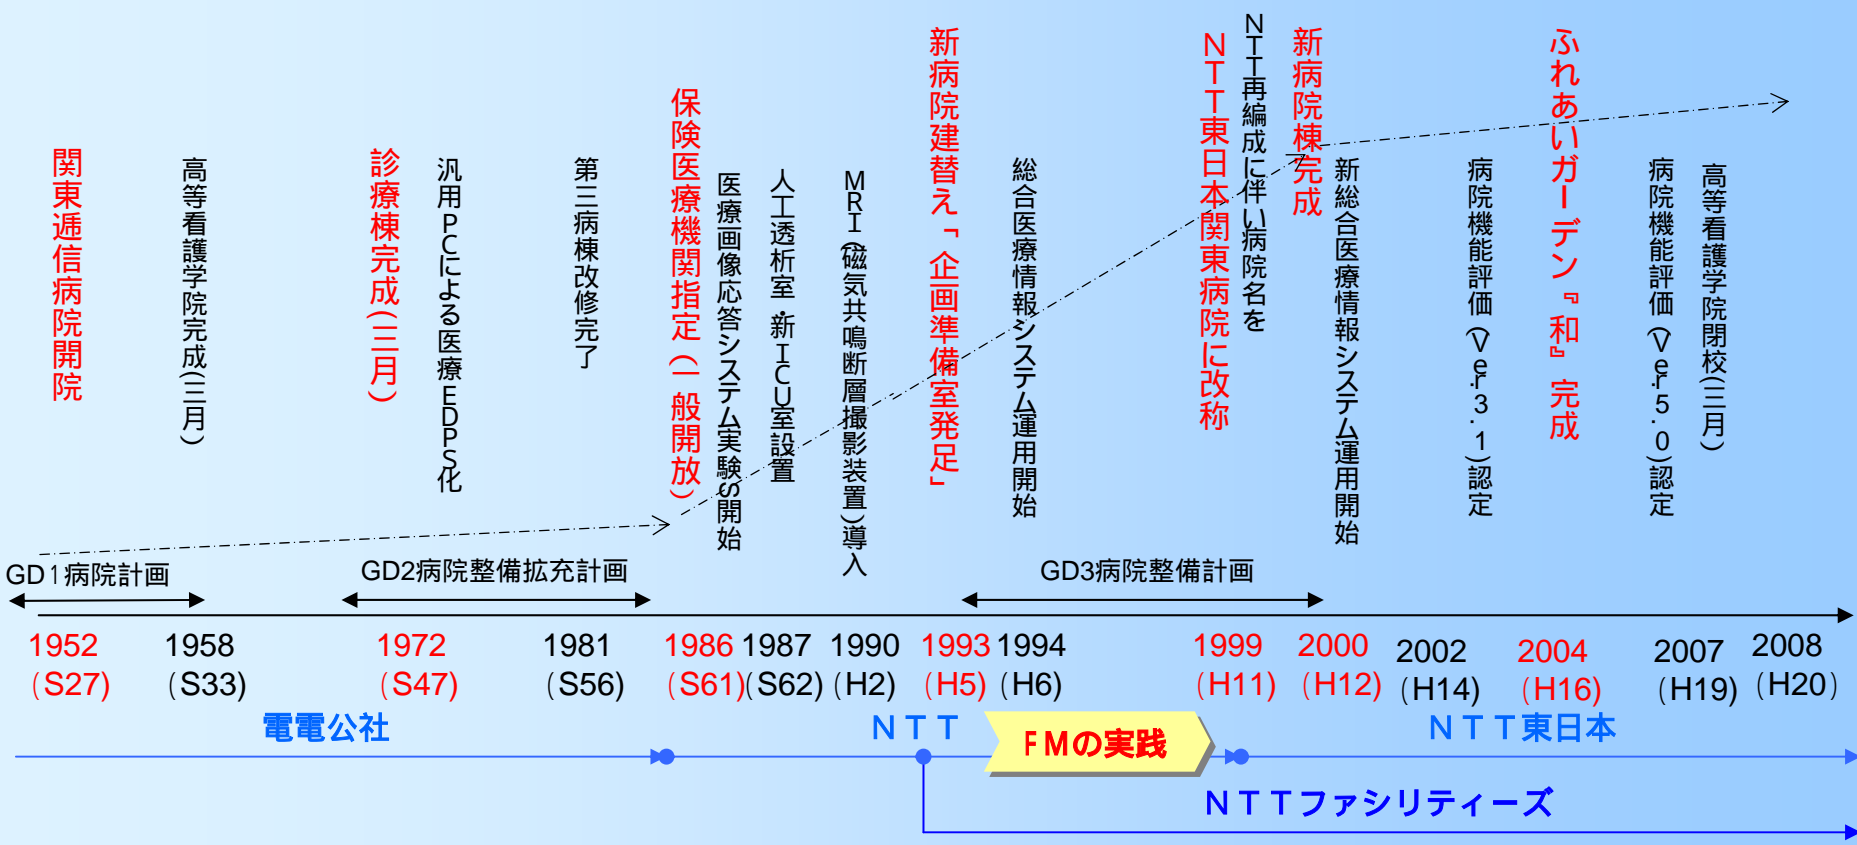 関東逓信病院開院
高等看護学院完成(三月)
診療棟完成(三月)
汎用PCによる医療EDPS化
第三病棟改修完了
保険医療機関指定(一般開放)
医療画像応答システム実験S開始
人工透析室・新ICU室設置
MRI(磁気共鳴断層撮影装置)導入
新病院建替え「企画準備室発足」
総合医療情報システム運用開始
NTT東日本関東病院に改称
NTT再編成に伴い病院名を
新病院棟完成
新総合医療情報システム運用開始
病院機能評価(Ver.3.1)認定
ふれあいガーデン『和』完成
病院機能評価(Ver.5.0)認定
高等看護学院閉校(三月)
GD1病院計画
GD2病院整備拡充計画
GD3病院整備計画
1952 1958 1972 1981 1986 1987 1990 1993 1994 1999 2000 2002 2004 2007 2008
(S27) (S33) (S47) (S56) (S61) (S62) (H2) (H5) (H6) (H11) (H12) (H14) (H16) (H19) (H20)
電電公社
NTT
FMの実践
NTT東日本
NTTファシリティーズ